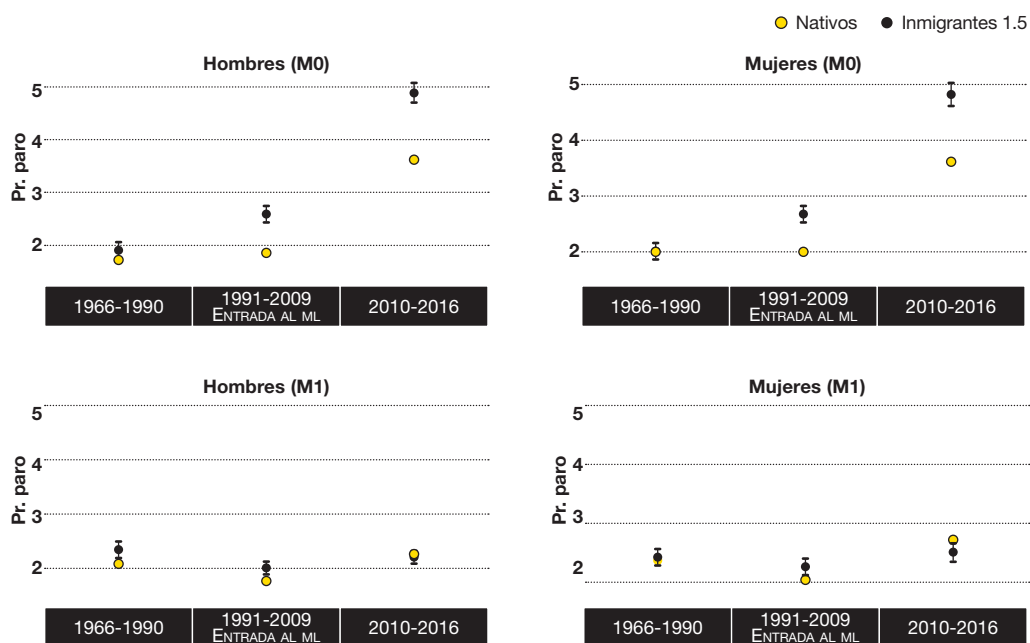 Nativos Inmigrantes 1.5
Hombres (M0)
Pr. paro
5
4
3
2
1966-1990
1991-2009
ENTRADA AL ML
2010-2016
Mujeres (M0)
Pr. paro
5
4
3
2
1966-1990
1991-2009
ENTRADA AL ML
2010-2016
Hombres (M1)
Pr. paro
5
4
3
2
1966-1990
1991-2009
ENTRADA AL ML
2010-2016
Mujeres (M1)
Pr. paro
5
4
3
2
1966-1990
1991-2009
ENTRADA AL ML
2010-2016